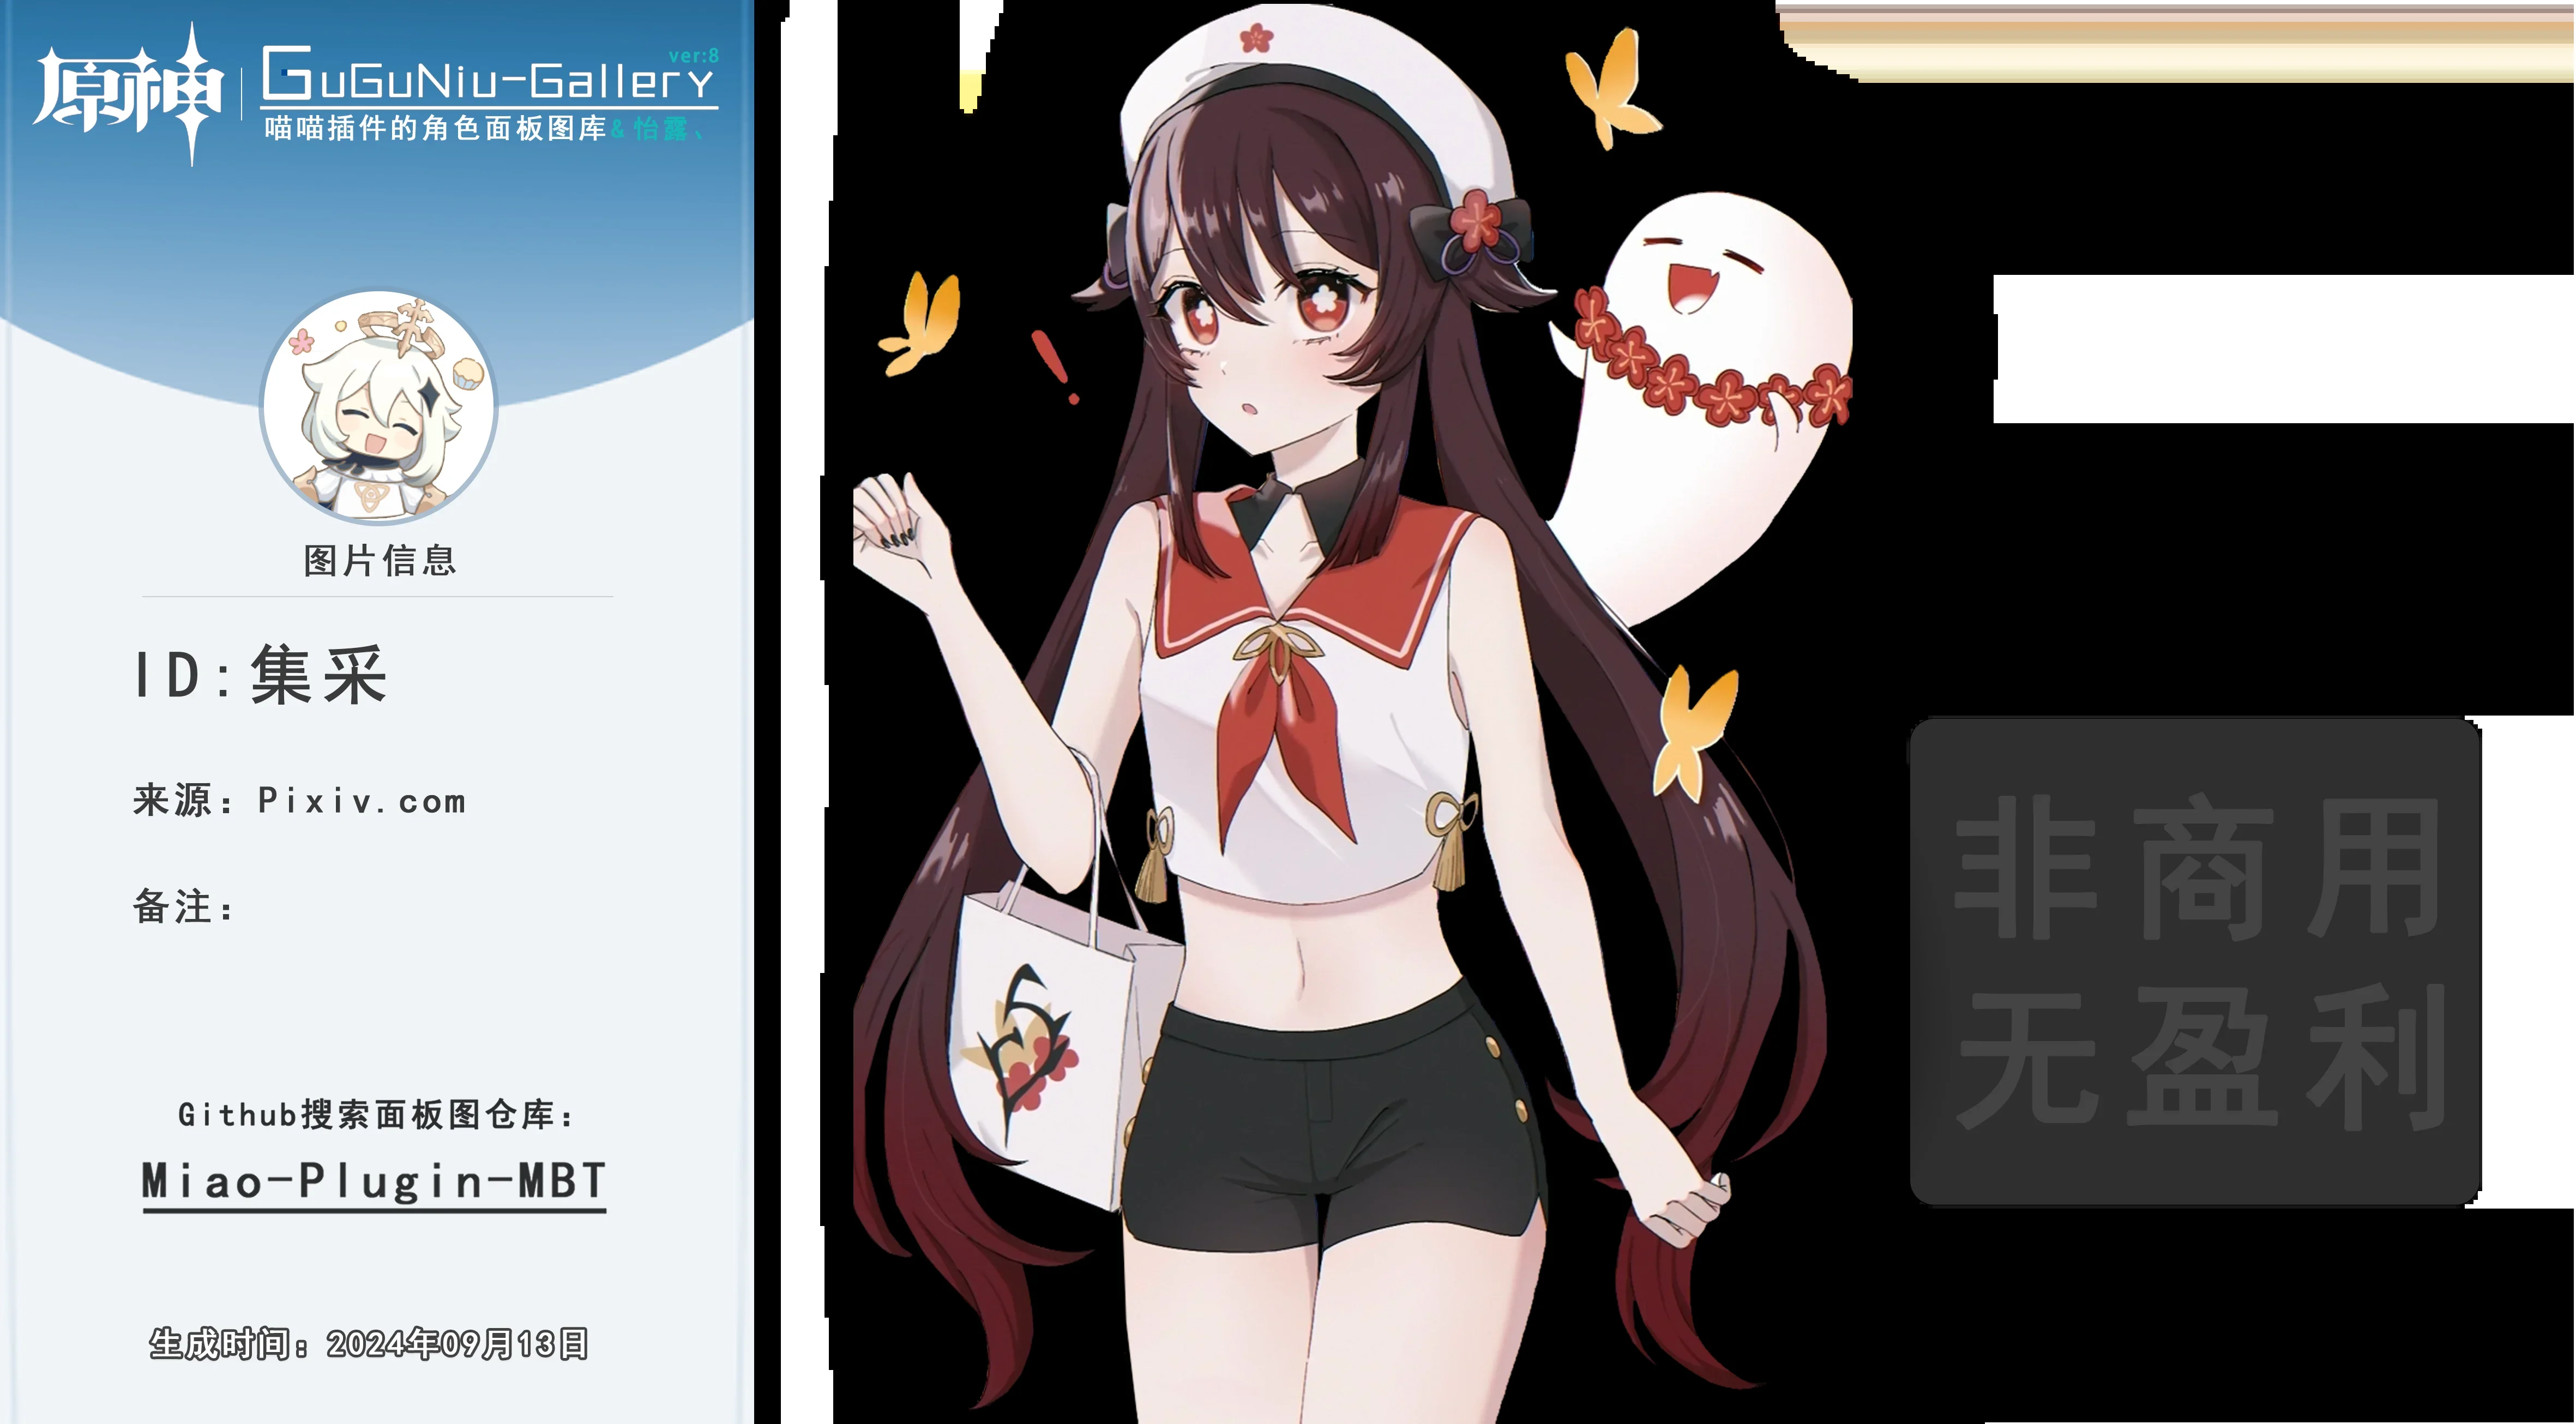 原神
GuGuNiu-Gallery
ver:8
喵喵插件的角色面板图库&怡露、
图片信息
ID:集采
来源：Pixiv.com
备注：
Github搜索面板图仓库：
Miao-Plugin-MBT
生成时间：2024年09月13日
非商用
无盈利